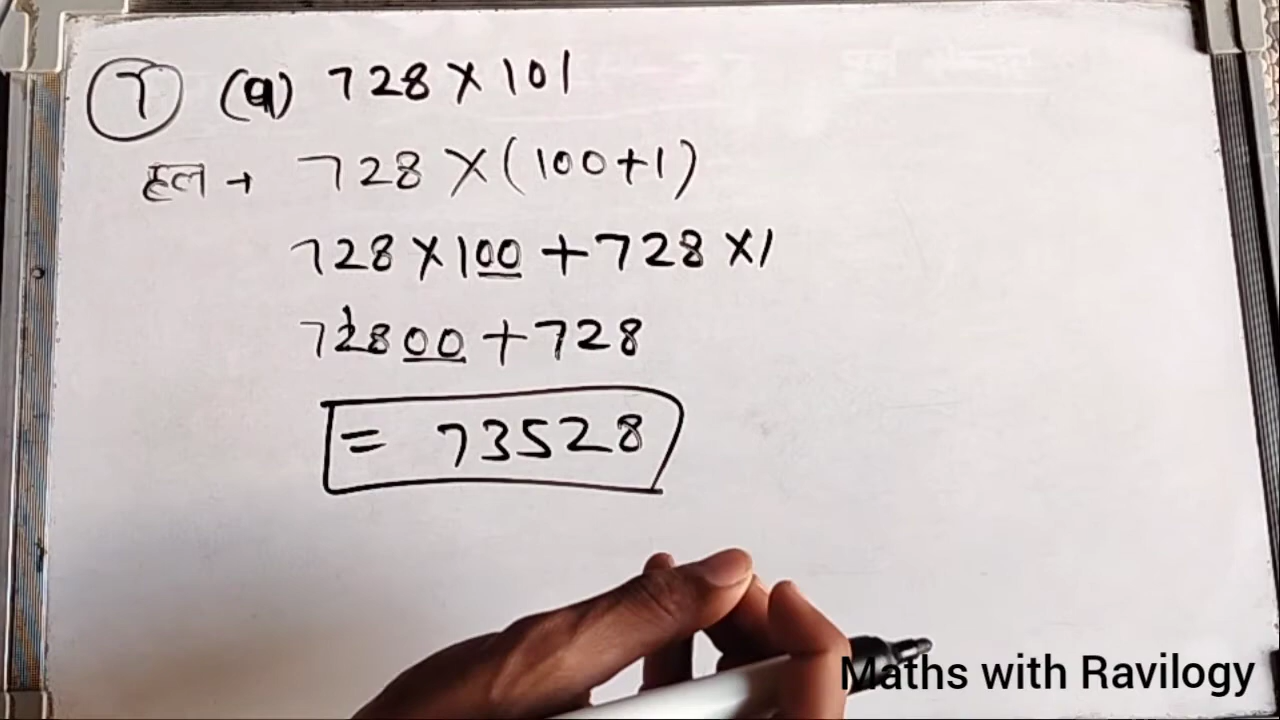 7 (a) 728 × 101
हल → 728 × (100+1)
728 × 100 + 728 × 1
72800 + 728
= 73528
Maths with Ravilogy